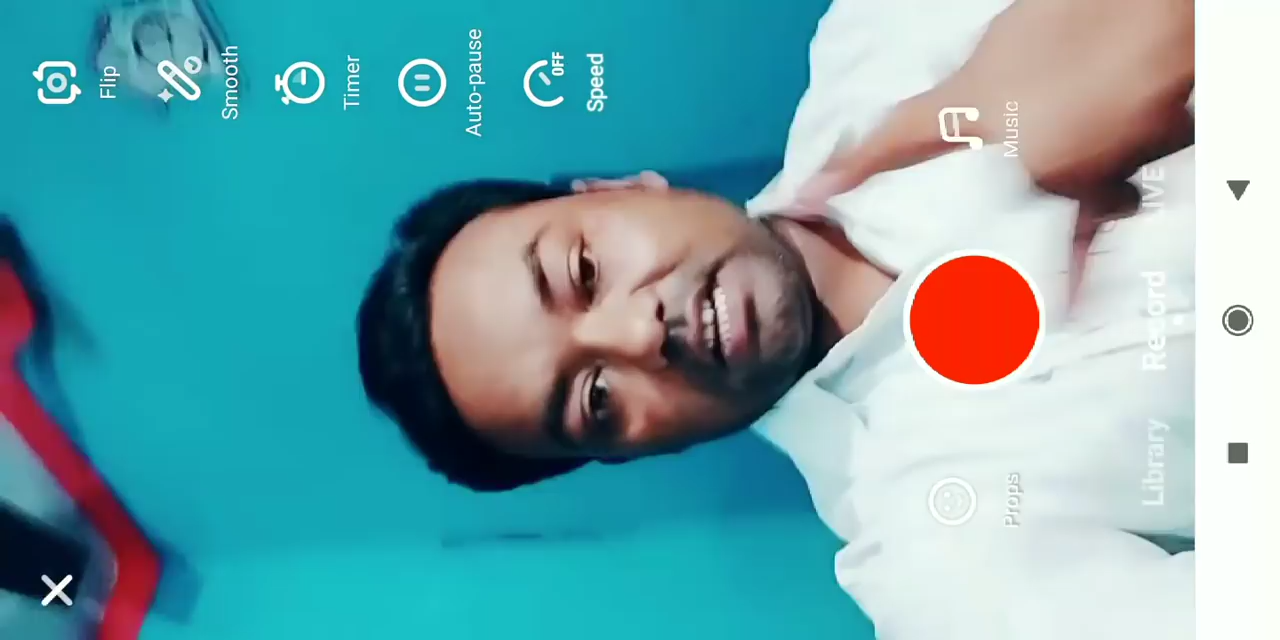 Flip
Smooth
Timer
Auto-pause
OFF
Speed
Music
Props
Library
Record
LIVE